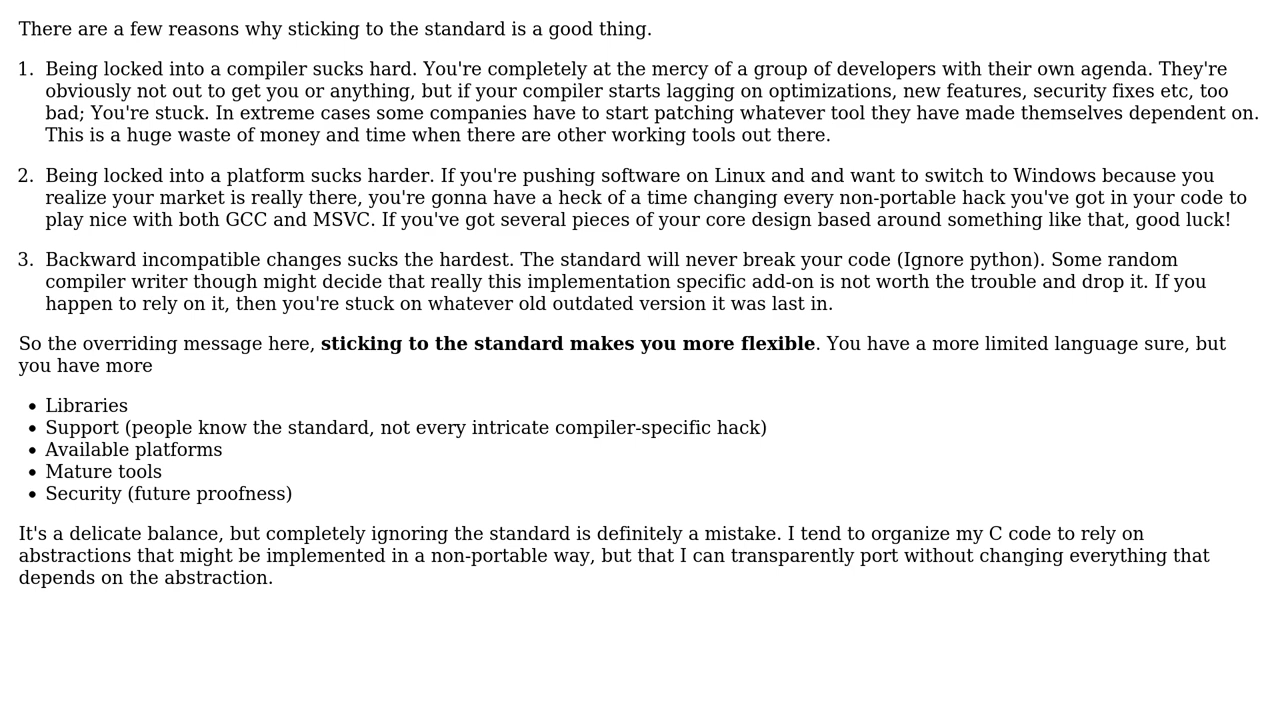 There are a few reasons why sticking to the standard is a good thing.
1. Being locked into a compiler sucks hard. You're completely at the mercy of a group of developers with their own agenda. They're
obviously not out to get you or anything, but if your compiler starts lagging on optimizations, new features, security fixes etc, too
bad; You're stuck. In extreme cases some companies have to start patching whatever tool they have made themselves dependent on.
This is a huge waste of money and time when there are other working tools out there.
2. Being locked into a platform sucks harder. If you're pushing software on Linux and and want to switch to Windows because you
realize your market is really there, you're gonna have a heck of a time changing every non-portable hack you've got in your code to
play nice with both GCC and MSVC. If you've got several pieces of your core design based around something like that, good luck!
3. Backward incompatible changes sucks the hardest. The standard will never break your code (Ignore python). Some random
compiler writer though might decide that really this implementation specific add-on is not worth the trouble and drop it. If you
happen to rely on it, then you're stuck on whatever old outdated version it was last in.
So the overriding message here, sticking to the standard makes you more flexible. You have a more limited language sure, but
you have more
• Libraries
• Support (people know the standard, not every intricate compiler-specific hack)
• Available platforms
• Mature tools
• Security (future proofness)
It's a delicate balance, but completely ignoring the standard is definitely a mistake. I tend to organize my C code to rely on
abstractions that might be implemented in a non-portable way, but that I can transparently port without changing everything that
depends on the abstraction.